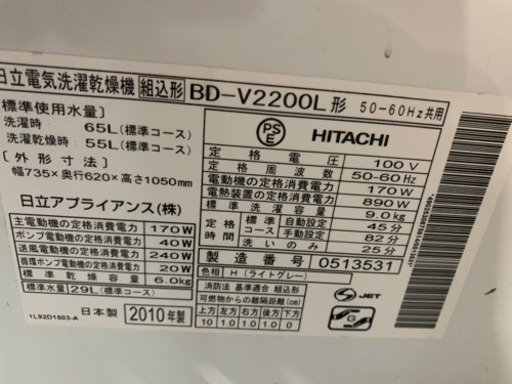 日立電気洗濯乾燥機 組込形 BD-V2200L形 50-60Hz共用
標準使用水量
洗濯時 65L(標準コース)
洗濯乾燥時 55L(標準コース)
[外形寸法]
幅735×奥行620×高さ1050mm
日立アプライアンス(株)
主電動機の定格消費電力 170W
ポンプ電動機の定格消費電力 40W
送風電動機の定格消費電力 240W
循環ポンプ電動機の定格消費電力 20W
標準乾燥容量 6.0kg
標準水量 29L(標準コース)
1L92D1503-A 日本製 2010年製
PSE HITACHI
定格電圧 100V
定格周波数 50-60Hz
電動機の定格消費電力 170W
電熱装置の定格消費電力 890W
標準洗濯容量 9.0kg
標準コース 自動設定 45分
手動設定 82分
洗いのみ 25分
製造番号 0513531
色相 H(ライトグレー)
消防法 基準適合 組込形
可燃物からの離隔距離(cm)
上方 左方 右方 前方 後方 下方
10 1.0 1.0 0 0 0
JET
G